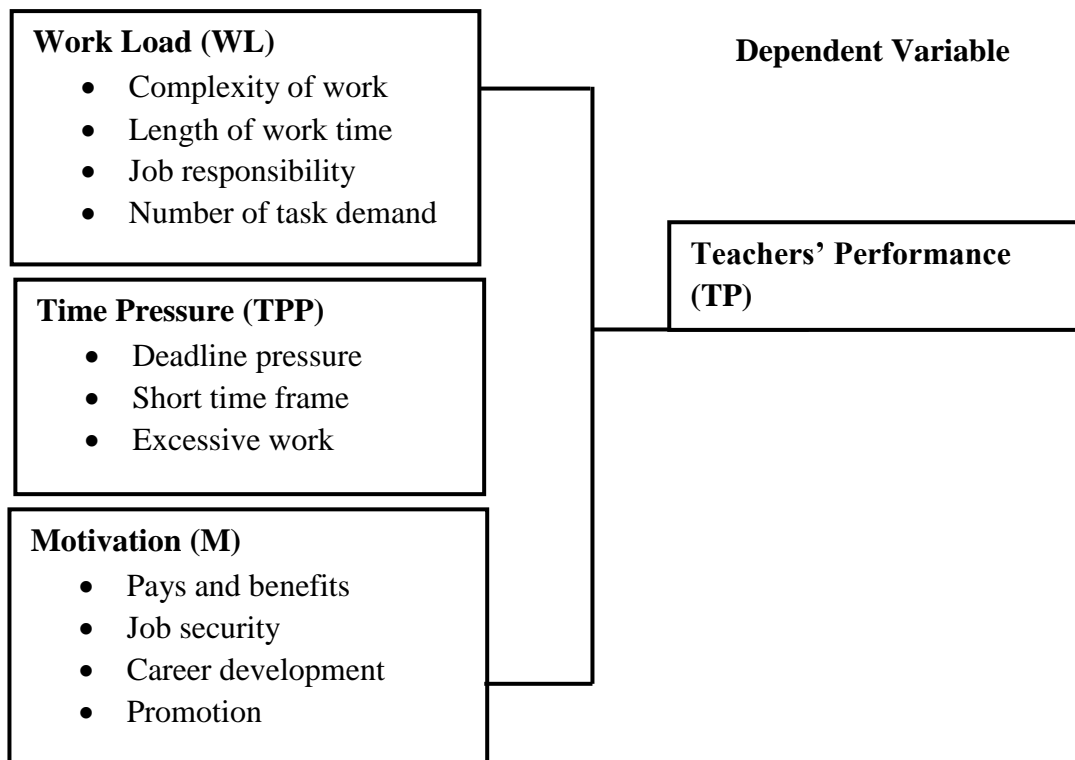 Work Load (WL)
• Complexity of work
• Length of work time
• Job responsibility
• Number of task demand
Time Pressure (TPP)
• Deadline pressure
• Short time frame
• Excessive work
Motivation (M)
• Pays and benefits
• Job security
• Career development
• Promotion
Dependent Variable
Teachers’ Performance
(TP)